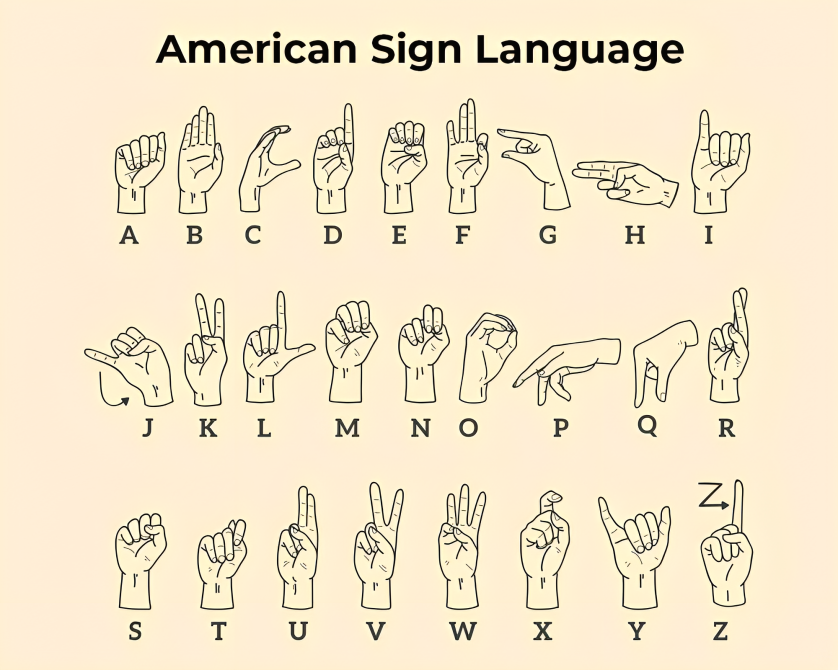 American Sign Language
A B C D E F G H I
J K L M N O P Q R
Z
S T U V W X Y Z